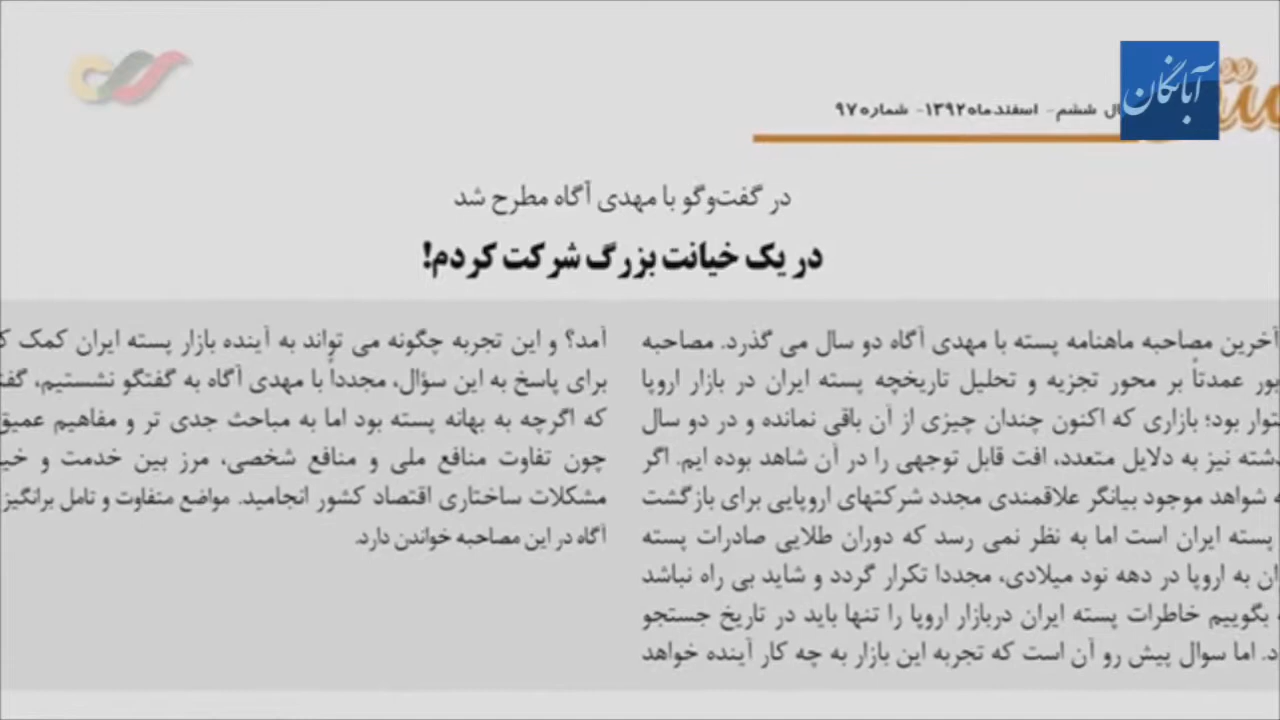 آبانگان
ششم- اسفندماه ۱۳۹۲- شماره ۹۷
در گفت‌وگو با مهدی آگاه مطرح شد
در یک خیانت بزرگ شرکت کردم!
آخرین مصاحبه ماهنامه پسته با مهدی آگاه دو سال می گذرد. مصاحبه
عمدتاً بر محور تجزیه و تحلیل تاریخچه پسته ایران در بازار اروپا
بود؛ بازاری که اکنون چندان چیزی از آن باقی نمانده و در دو سال
نیز به دلایل متعدد، افت قابل توجهی را در آن شاهد بوده ایم. اگر
شواهد موجود بیانگر علاقمندی مجدد شرکتهای اروپایی برای بازگشت
پسته ایران است اما به نظر نمی رسد که دوران طلایی صادرات پسته
به اروپا در دهه نود میلادی، مجددا تکرار گردد و شاید بی راه نباشد
بگوییم خاطرات پسته ایران دربازار اروپا را تنها باید در تاریخ جستجو
اما سوال پیش رو آن است که تجربه این بازار به چه کار آینده خواهد
آمد؟ و این تجربه چگونه می تواند به آینده بازار پسته ایران کمک
برای پاسخ به این سؤال، مجدداً با مهدی آگاه به گفتگو نشستیم،
که اگرچه به بهانه پسته بود اما به مباحث جدی تر و مفاهیم
چون تفاوت منافع ملی و منافع شخصی، مرز بین خدمت و
مشکلات ساختاری اقتصاد کشور انجامید. مواضع متفاوت و تامل برانگیز
آگاه در این مصاحبه خواندن دارد.